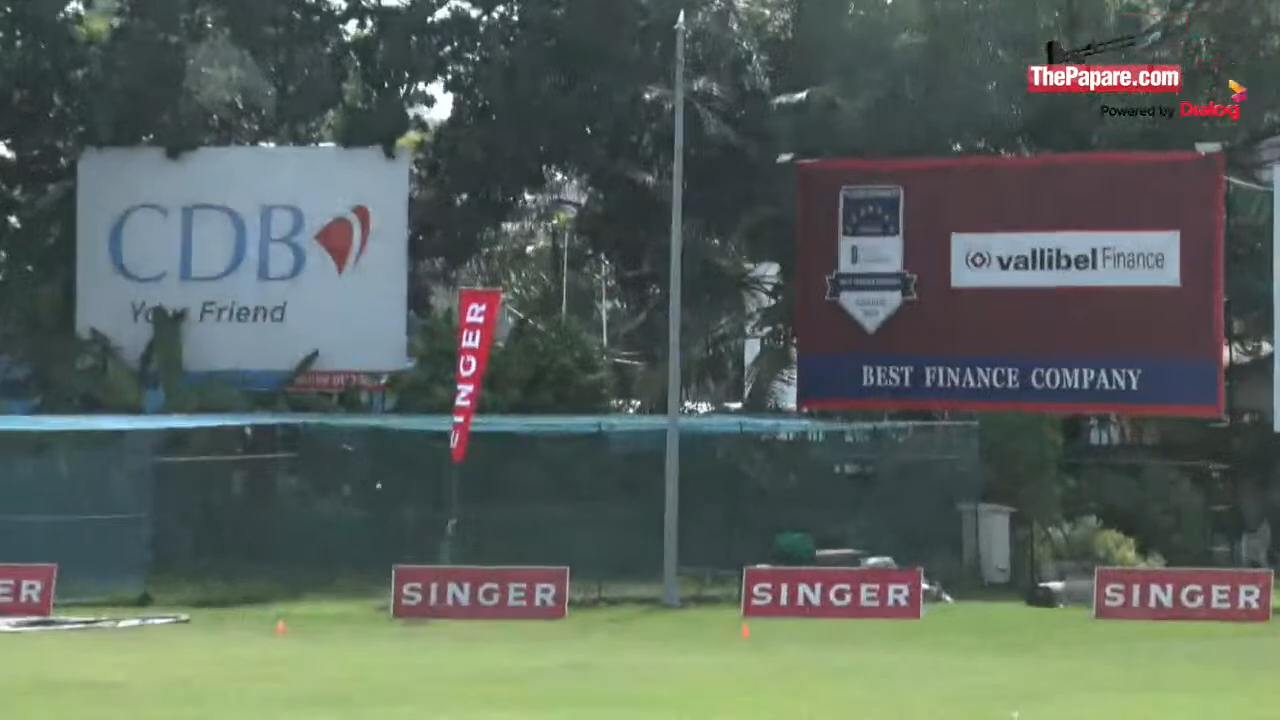 ThePapare.com
Powered by Dialog
CDB
Your Friend
vallibel Finance
BEST FINANCE COMPANY
SINGER
ER
SINGER
SINGER
SINGER